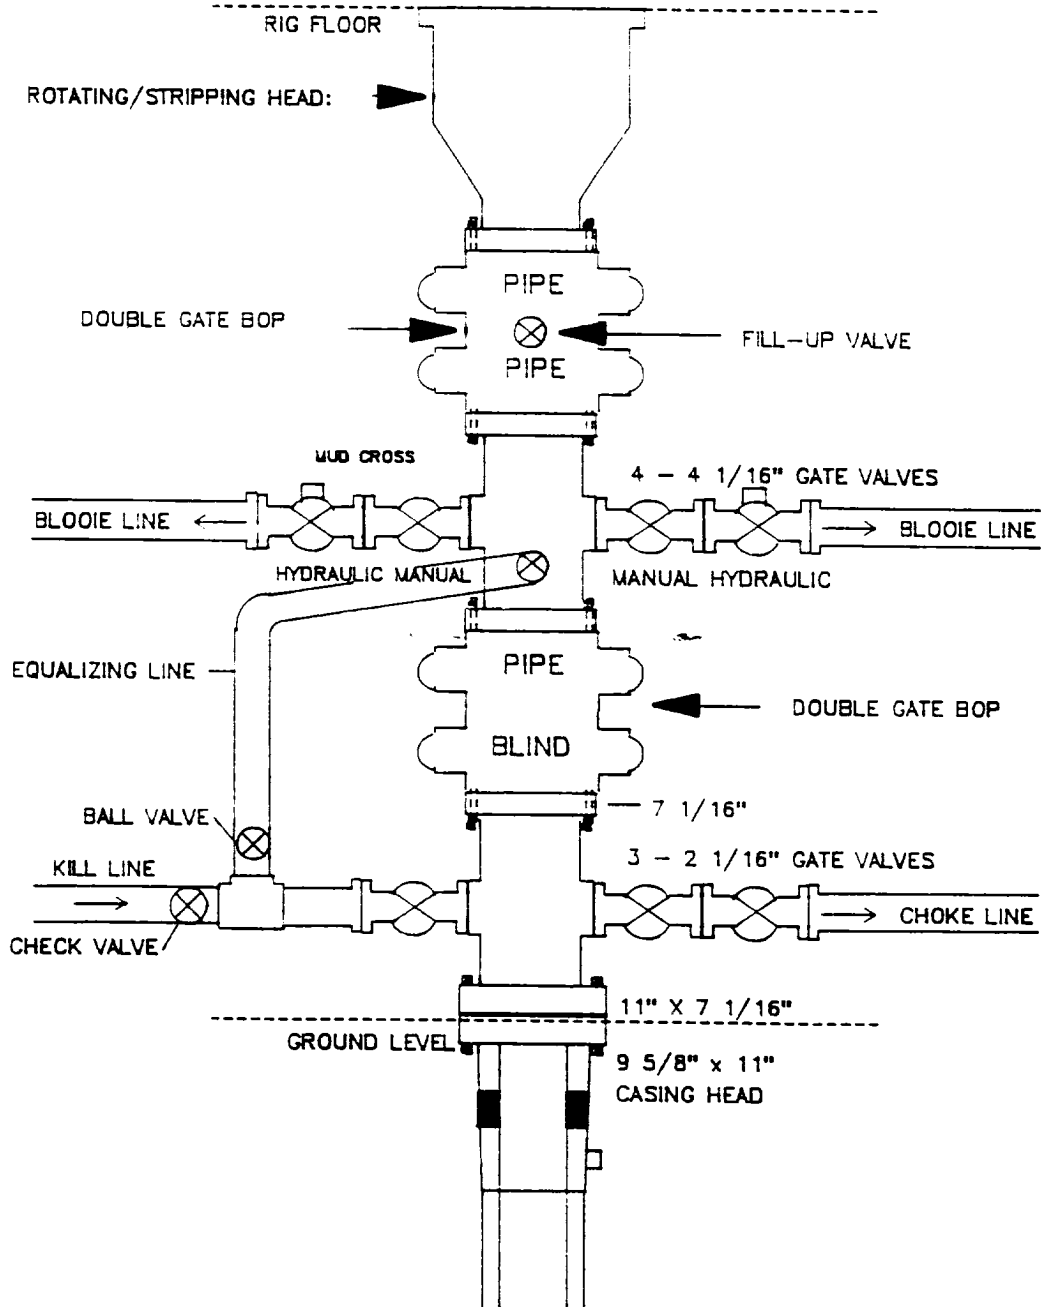 RIG FLOOR
ROTATING/STRIPPING HEAD:
PIPE
DOUBLE GATE BOP
FILL-UP VALVE
PIPE
MUD CROSS
4 - 4 1/16" GATE VALVES
BLOOIE LINE
BLOOIE LINE
HYDRAULIC MANUAL
MANUAL HYDRAULIC
EQUALIZING LINE
PIPE
DOUBLE GATE BOP
BLIND
7 1/16"
BALL VALVE
KILL LINE
3 - 2 1/16" GATE VALVES
CHOKE LINE
CHECK VALVE
11" X 7 1/16"
GROUND LEVEL
9 5/8" x 11"
CASING HEAD